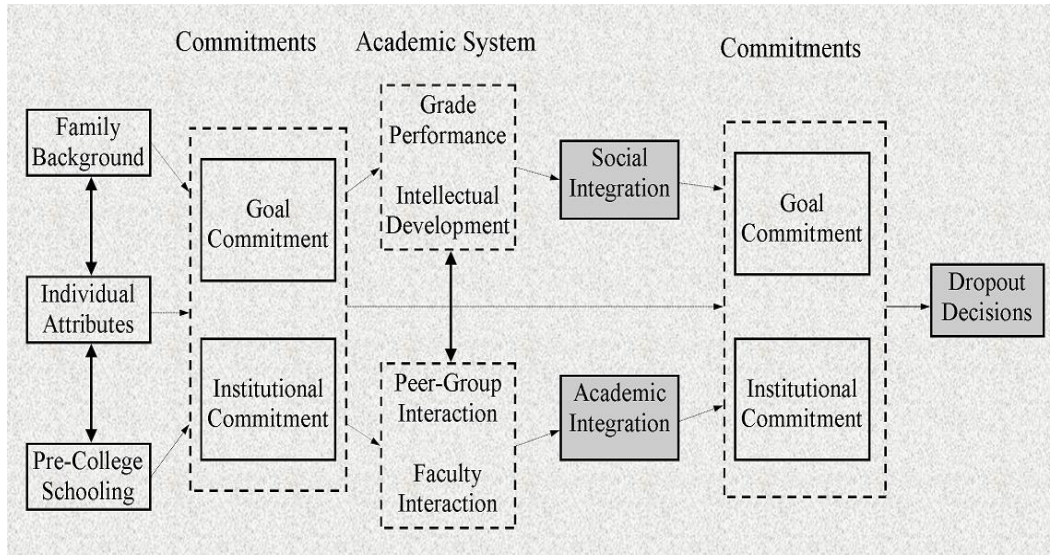 Commitments
Academic System
Commitments
Family
Background
Individual
Attributes
Pre-College
Schooling
Goal
Commitment
Institutional
Commitment
Grade
Performance
Intellectual
Development
Peer-Group
Interaction
Faculty
Interaction
Social
Integration
Academic
Integration
Goal
Commitment
Institutional
Commitment
Dropout
Decisions